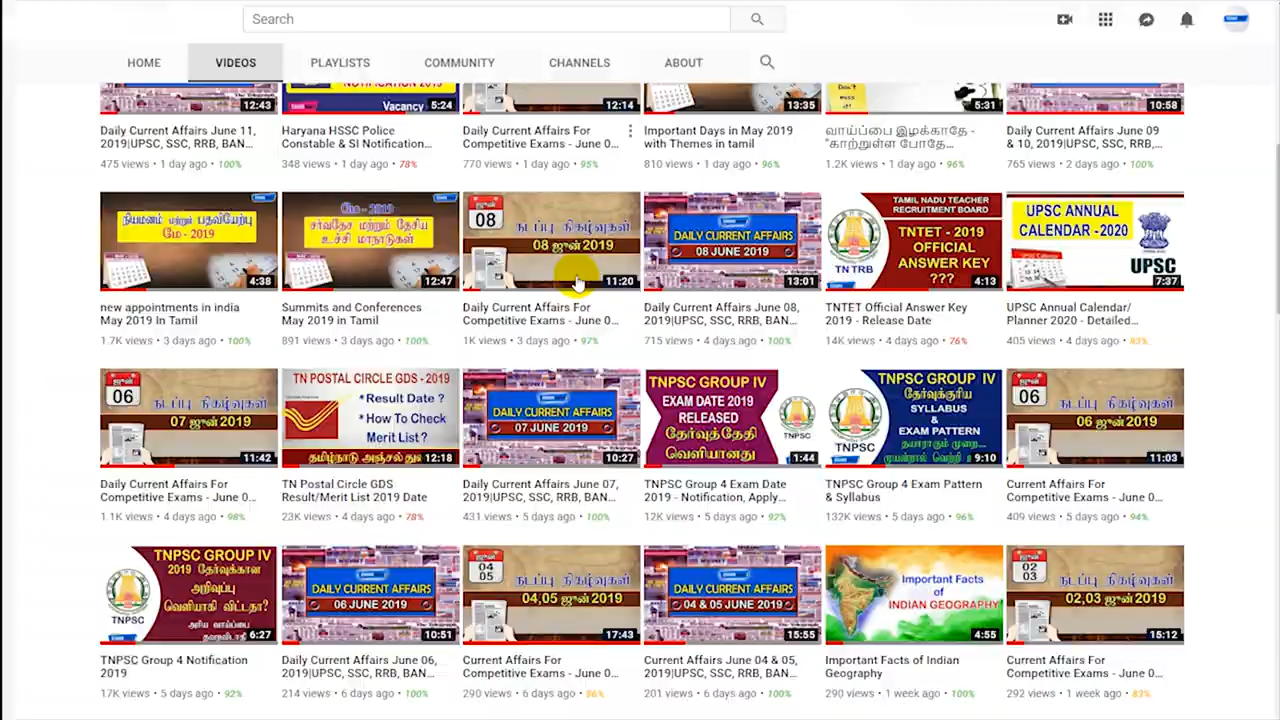 Search
HOME VIDEOS PLAYLISTS COMMUNITY CHANNELS ABOUT
12:43 Vacancy 5:24 12:14 13:35 5:31 10:58
Daily Current Affairs June 11, 2019|UPSC, SSC, RRB, BAN...
475 views • 1 day ago • 100%
Haryana HSSC Police Constable & SI Notification...
348 views • 1 day ago • 78%
Daily Current Affairs For Competitive Exams - June 0...
770 views • 1 day ago • 95%
Important Days in May 2019 with Themes in tamil
810 views • 1 day ago • 96%
வாய்ப்பை இழக்காதே - "காற்றுள்ள போதே...
1.2K views • 1 day ago • 96%
Daily Current Affairs June 09 & 10, 2019|UPSC, SSC, RRB,...
765 views • 2 days ago • 100%
நியமனம் மற்றும் பதவியேற்பு
மே - 2019
4:38
new appointments in india May 2019 In Tamil
1.7K views • 3 days ago • 100%
மே - 2019
சர்வதேச மற்றும் தேசிய
உச்சி மாநாடுகள்
12:47
Summits and Conferences May 2019 in Tamil
891 views • 3 days ago • 100%
ஜூன்
08
நடப்பு நிகழ்வுகள்
08 ஜூன் 2019
11:20
Daily Current Affairs For Competitive Exams - June 0...
1K views • 3 days ago • 97%
DAILY CURRENT AFFAIRS
08 JUNE 2019
13:01
Daily Current Affairs June 08, 2019|UPSC, SSC, RRB, BAN...
715 views • 4 days ago • 100%
TAMIL NADU TEACHER
RECRUITMENT BOARD
TNTET - 2019
OFFICIAL
ANSWER KEY
???
TN TRB
4:13
TNTET Official Answer Key 2019 - Release Date
14K views • 4 days ago • 76%
UPSC ANNUAL
CALENDAR -2020
UPSC
7:37
UPSC Annual Calendar/ Planner 2020 - Detailed...
405 views • 4 days ago • 83%
ஜூன்
06
நடப்பு நிகழ்வுகள்
07 ஜூன் 2019
11:42
Daily Current Affairs For Competitive Exams - June 0...
1.1K views • 4 days ago • 98%
TN POSTAL CIRCLE GDS - 2019
*Result Date ?
*How To Check
Merit List ?
தமிழ்நாடு அஞ்சல் துை
12:18
TN Postal Circle GDS Result/Merit List 2019 Date
23K views • 4 days ago • 78%
DAILY CURRENT AFFAIRS
07 JUNE 2019
10:27
Daily Current Affairs June 07, 2019|UPSC, SSC, RRB, BAN...
431 views • 5 days ago • 100%
TNPSC GROUP IV
EXAM DATE 2019
RELEASED
தேர்வுத்தேதி
வெளியானது
TNPSC
1:44
TNPSC Group 4 Exam Date 2019 - Notification, Apply...
12K views • 5 days ago • 92%
TNPSC GROUP IV
தேர்வுக்குரிய
SYLLABUS
&
EXAM PATTERN
தயாராகும் முறை...
முயன்றால் வெற்றி
TNPSC
9:10
TNPSC Group 4 Exam Pattern & Syllabus
132K views • 5 days ago • 96%
ஜூன்
06
நடப்பு நிகழ்வுகள்
06 ஜூன் 2019
11:03
Current Affairs For Competitive Exams - June 0...
409 views • 5 days ago • 94%
TNPSC GROUP IV
2019 தேர்வுக்கான
அறிவுப்பு
வெளியாகி விட்டதா?
அரிய வாய்ப்பை
தவறவிடாதீ
TNPSC
6:27
TNPSC Group 4 Notification 2019
17K views • 5 days ago • 92%
DAILY CURRENT AFFAIRS
06 JUNE 2019
10:51
Daily Current Affairs June 06, 2019|UPSC, SSC, RRB, BAN...
214 views • 6 days ago • 100%
ஜூன்
04
05
நடப்பு நிகழ்வுகள்
04,05 ஜூன் 2019
17:43
Current Affairs For Competitive Exams - June 0...
290 views • 6 days ago • 86%
DAILY CURRENT AFFAIRS
04 & 05 JUNE 2019
15:55
Current Affairs June 04 & 05, 2019|UPSC, SSC, RRB, BAN...
201 views • 6 days ago • 100%
Important Facts
of
INDIAN GEOGRAPHY
4:55
Important Facts of Indian Geography
290 views • 1 week ago • 100%
ஜூன்
02
03
நடப்பு நிகழ்வுகள்
02,03 ஜூன் 2019
15:12
Current Affairs For Competitive Exams - June 0...
292 views • 1 week ago • 83%